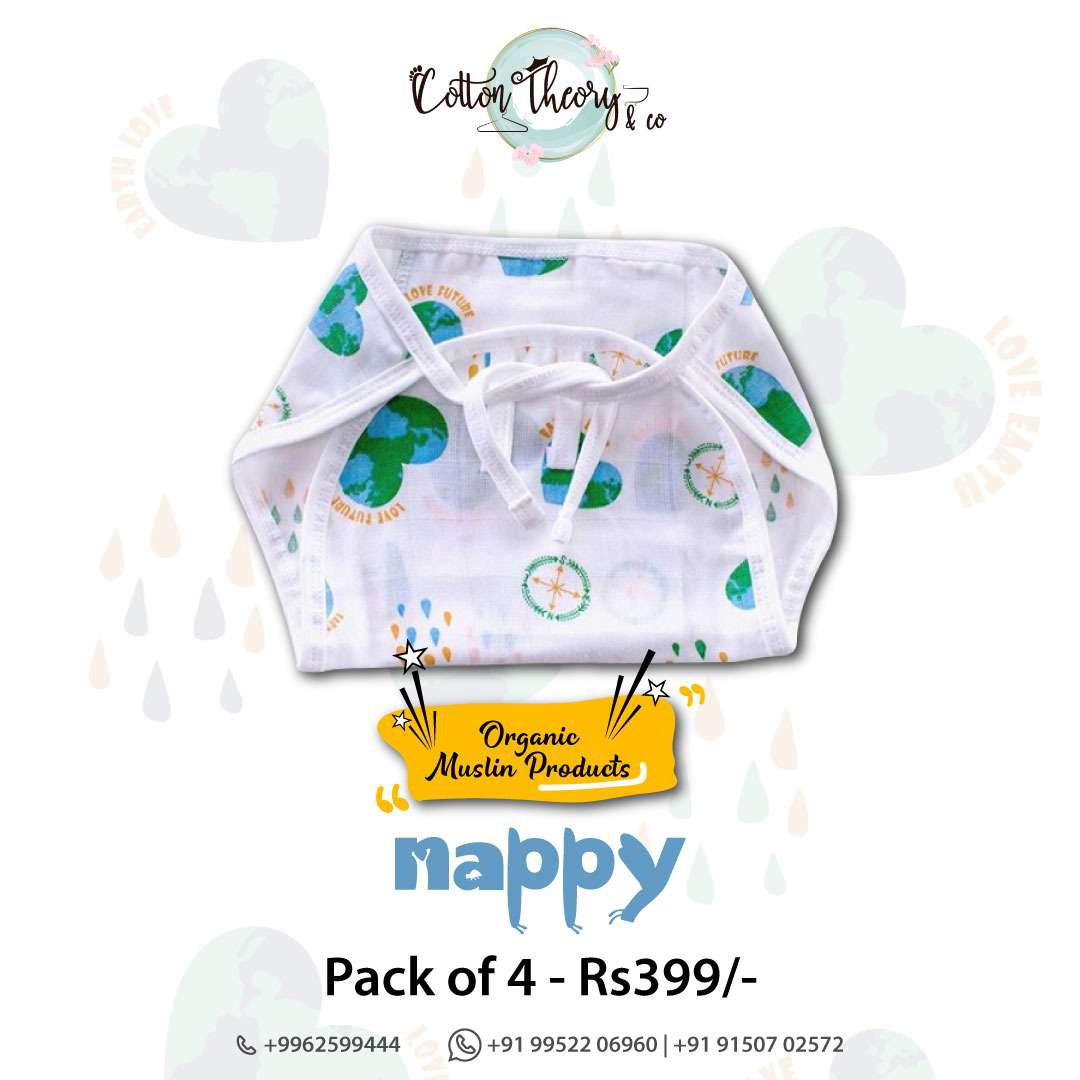 Cotton Theory
& co
EARTH LOVE
LOVE FUTURE
FUTURE
LOVE FUTURE
LOVE EARTH
Organic
Muslin Products
nappy
Pack of 4 - Rs399/-
+9962599444
+91 99522 06960 | +91 91507 02572